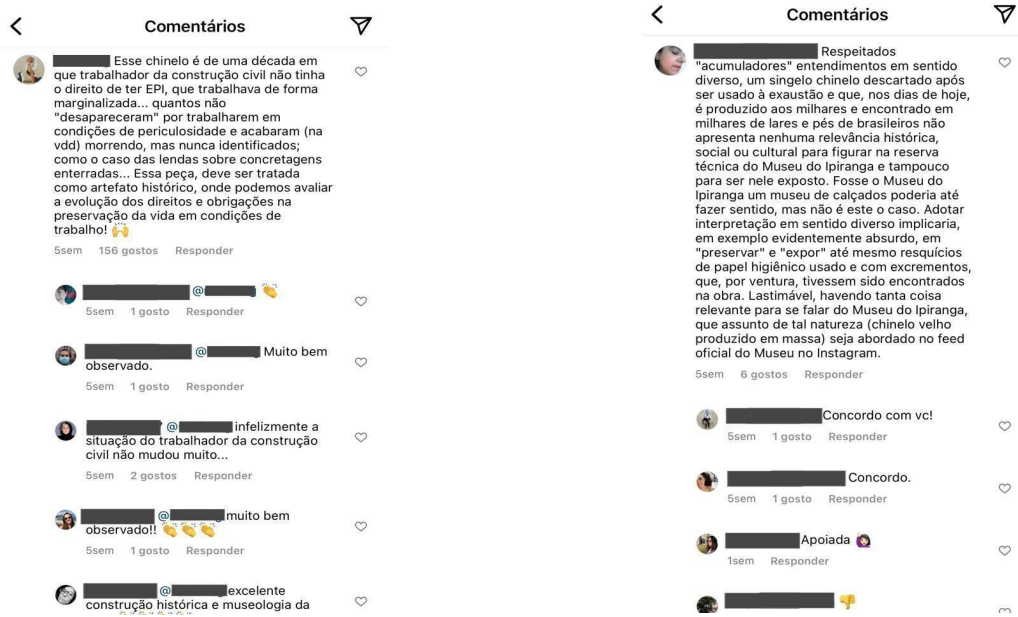 Comentários
Esse chinelo é de uma década em
que trabalhador da construção civil não tinha
o direito de ter EPI, que trabalhava de forma
marginalizada... quantos não
"desapareceram" por trabalharem em
condições de periculosidade e acabaram (na
vdd) morrendo, mas nunca identificados;
como o caso das lendas sobre concretagens
enterradas... Essa peça, deve ser tratada
como artefato histórico, onde podemos avaliar
a evolução dos direitos e obrigações na
preservação da vida em condições de
trabalho! 🙌
5sem 156 gostos Responder
@ 👏
5sem 1 gosto Responder
@ Muito bem
observado.
5sem 1 gosto Responder
@ infelizmente a
situação do trabalhador da construção
civil não mudou muito...
5sem 2 gostos Responder
@ muito bem
observado!! 👏👏👏
5sem 1 gosto Responder
@ excelente
construção histórica e museologia da
Comentários
Respeitados
"acumuladores" entendimentos em sentido
diverso, um singelo chinelo descartado após
ser usado à exaustão e que, nos dias de hoje,
é produzido aos milhares e encontrado em
milhares de lares e pés de brasileiros não
apresenta nenhuma relevância histórica,
social ou cultural para figurar na reserva
técnica do Museu do Ipiranga e tampouco
para ser nele exposto. Fosse o Museu do
Ipiranga um museu de calçados poderia até
fazer sentido, mas não é este o caso. Adotar
interpretação em sentido diverso implicaria,
em exemplo evidentemente absurdo, em
"preservar" e "expor" até mesmo resquícios
de papel higiênico usado e com excrementos,
que, por ventura, tivessem sido encontrados
na obra. Lastimável, havendo tanta coisa
relevante para se falar do Museu do Ipiranga,
que assunto de tal natureza (chinelo velho
produzido em massa) seja abordado no feed
oficial do Museu no Instagram.
5sem 6 gostos Responder
Concordo com vc!
5sem 1 gosto Responder
Concordo.
5sem 1 gosto Responder
Apoiada 🙋🏻‍♀️
1sem Responder
👎